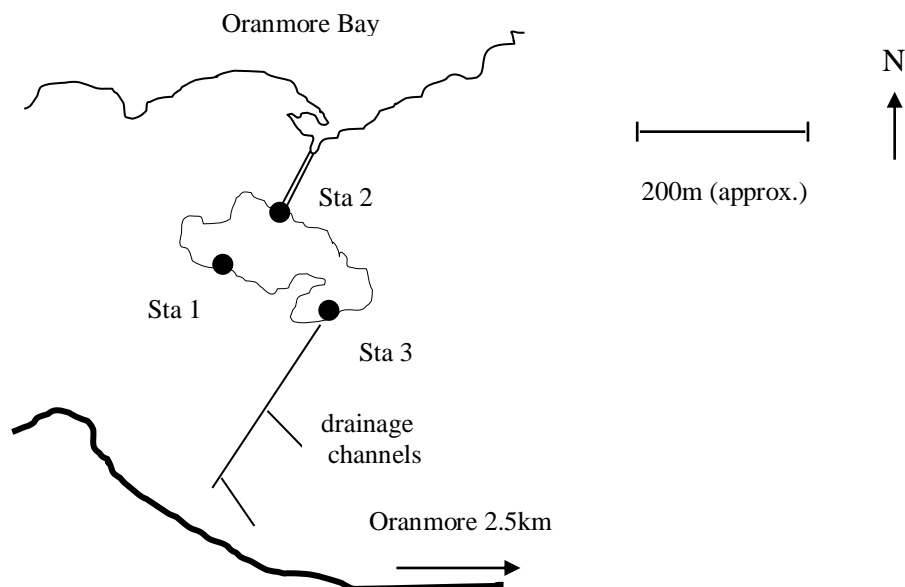 Oranmore Bay
N
200m (approx.)
Sta 2
Sta 1
Sta 3
drainage
channels
Oranmore 2.5km